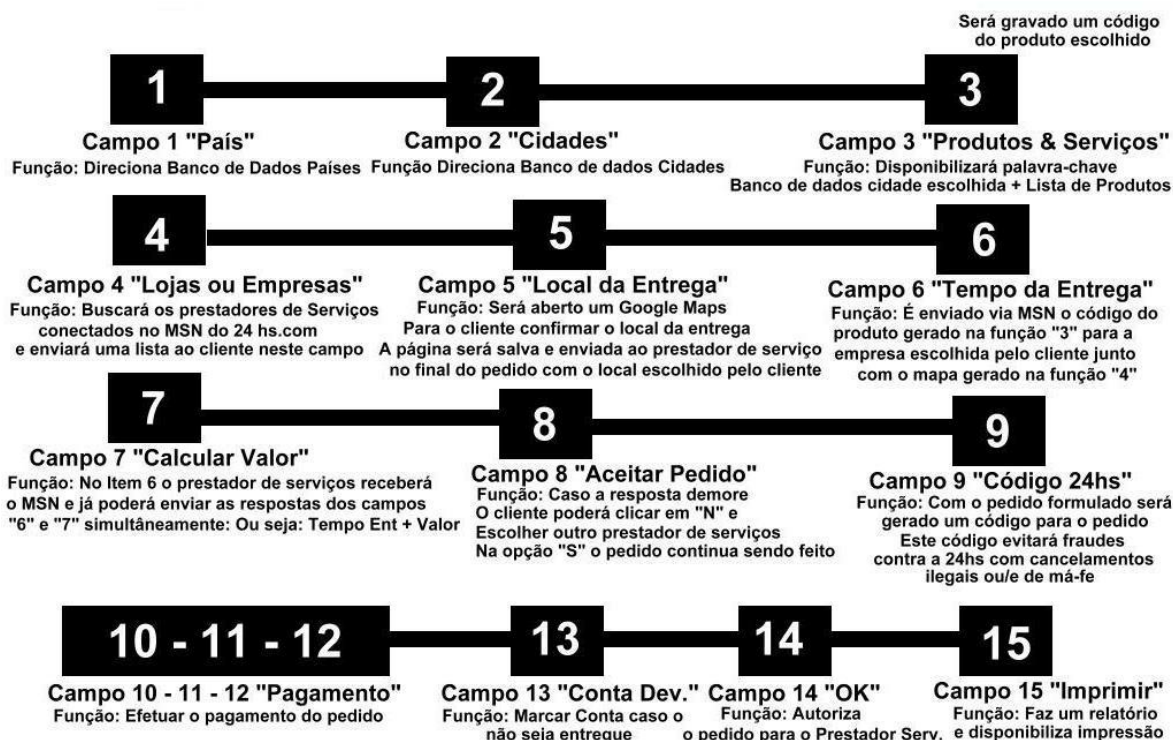 Será gravado um código
do produto escolhido
1
2
3
Campo 1 "País"
Função: Direciona Banco de Dados Países
Campo 2 "Cidades"
Função Direciona Banco de dados Cidades
Campo 3 "Produtos & Serviços"
Função: Disponibilizará palavra-chave
Banco de dados cidade escolhida + Lista de Produtos
4
5
6
Campo 4 "Lojas ou Empresas"
Função: Buscará os prestadores de Serviços
conectados no MSN do 24 hs.com
e enviará uma lista ao cliente neste campo
Campo 5 "Local da Entrega"
Função: Será aberto um Google Maps
Para o cliente confirmar o local da entrega
A página será salva e enviada ao prestador de serviço
no final do pedido com o local escolhido pelo cliente
Campo 6 "Tempo da Entrega"
Função: É enviado via MSN o código do
produto gerado na função "3" para a
empresa escolhida pelo cliente junto
com o mapa gerado na função "4"
7
8
9
Campo 7 "Calcular Valor"
Função: No Item 6 o prestador de serviços receberá
o MSN e já poderá enviar as respostas dos campos
"6" e "7" simultâneamente: Ou seja: Tempo Ent + Valor
Campo 8 "Aceitar Pedido"
Função: Caso a resposta demore
O cliente poderá clicar em "N" e
Escolher outro prestador de serviços
Na opção "S" o pedido continua sendo feito
Campo 9 "Código 24hs"
Função: Com o pedido formulado será
gerado um código para o pedido
Este código evitará fraudes
contra a 24hs com cancelamentos
ilegais ou/e de má-fe
10 - 11 - 12
13
14
15
Campo 10 - 11 - 12 "Pagamento"
Função: Efetuar o pagamento do pedido
Campo 13 "Conta Dev."
Função: Marcar Conta caso o
não seja entregue
Campo 14 "OK"
Função: Autoriza
o pedido para o Prestador Serv.
Campo 15 "Imprimir"
Função: Faz um relatório
e disponibiliza impressão